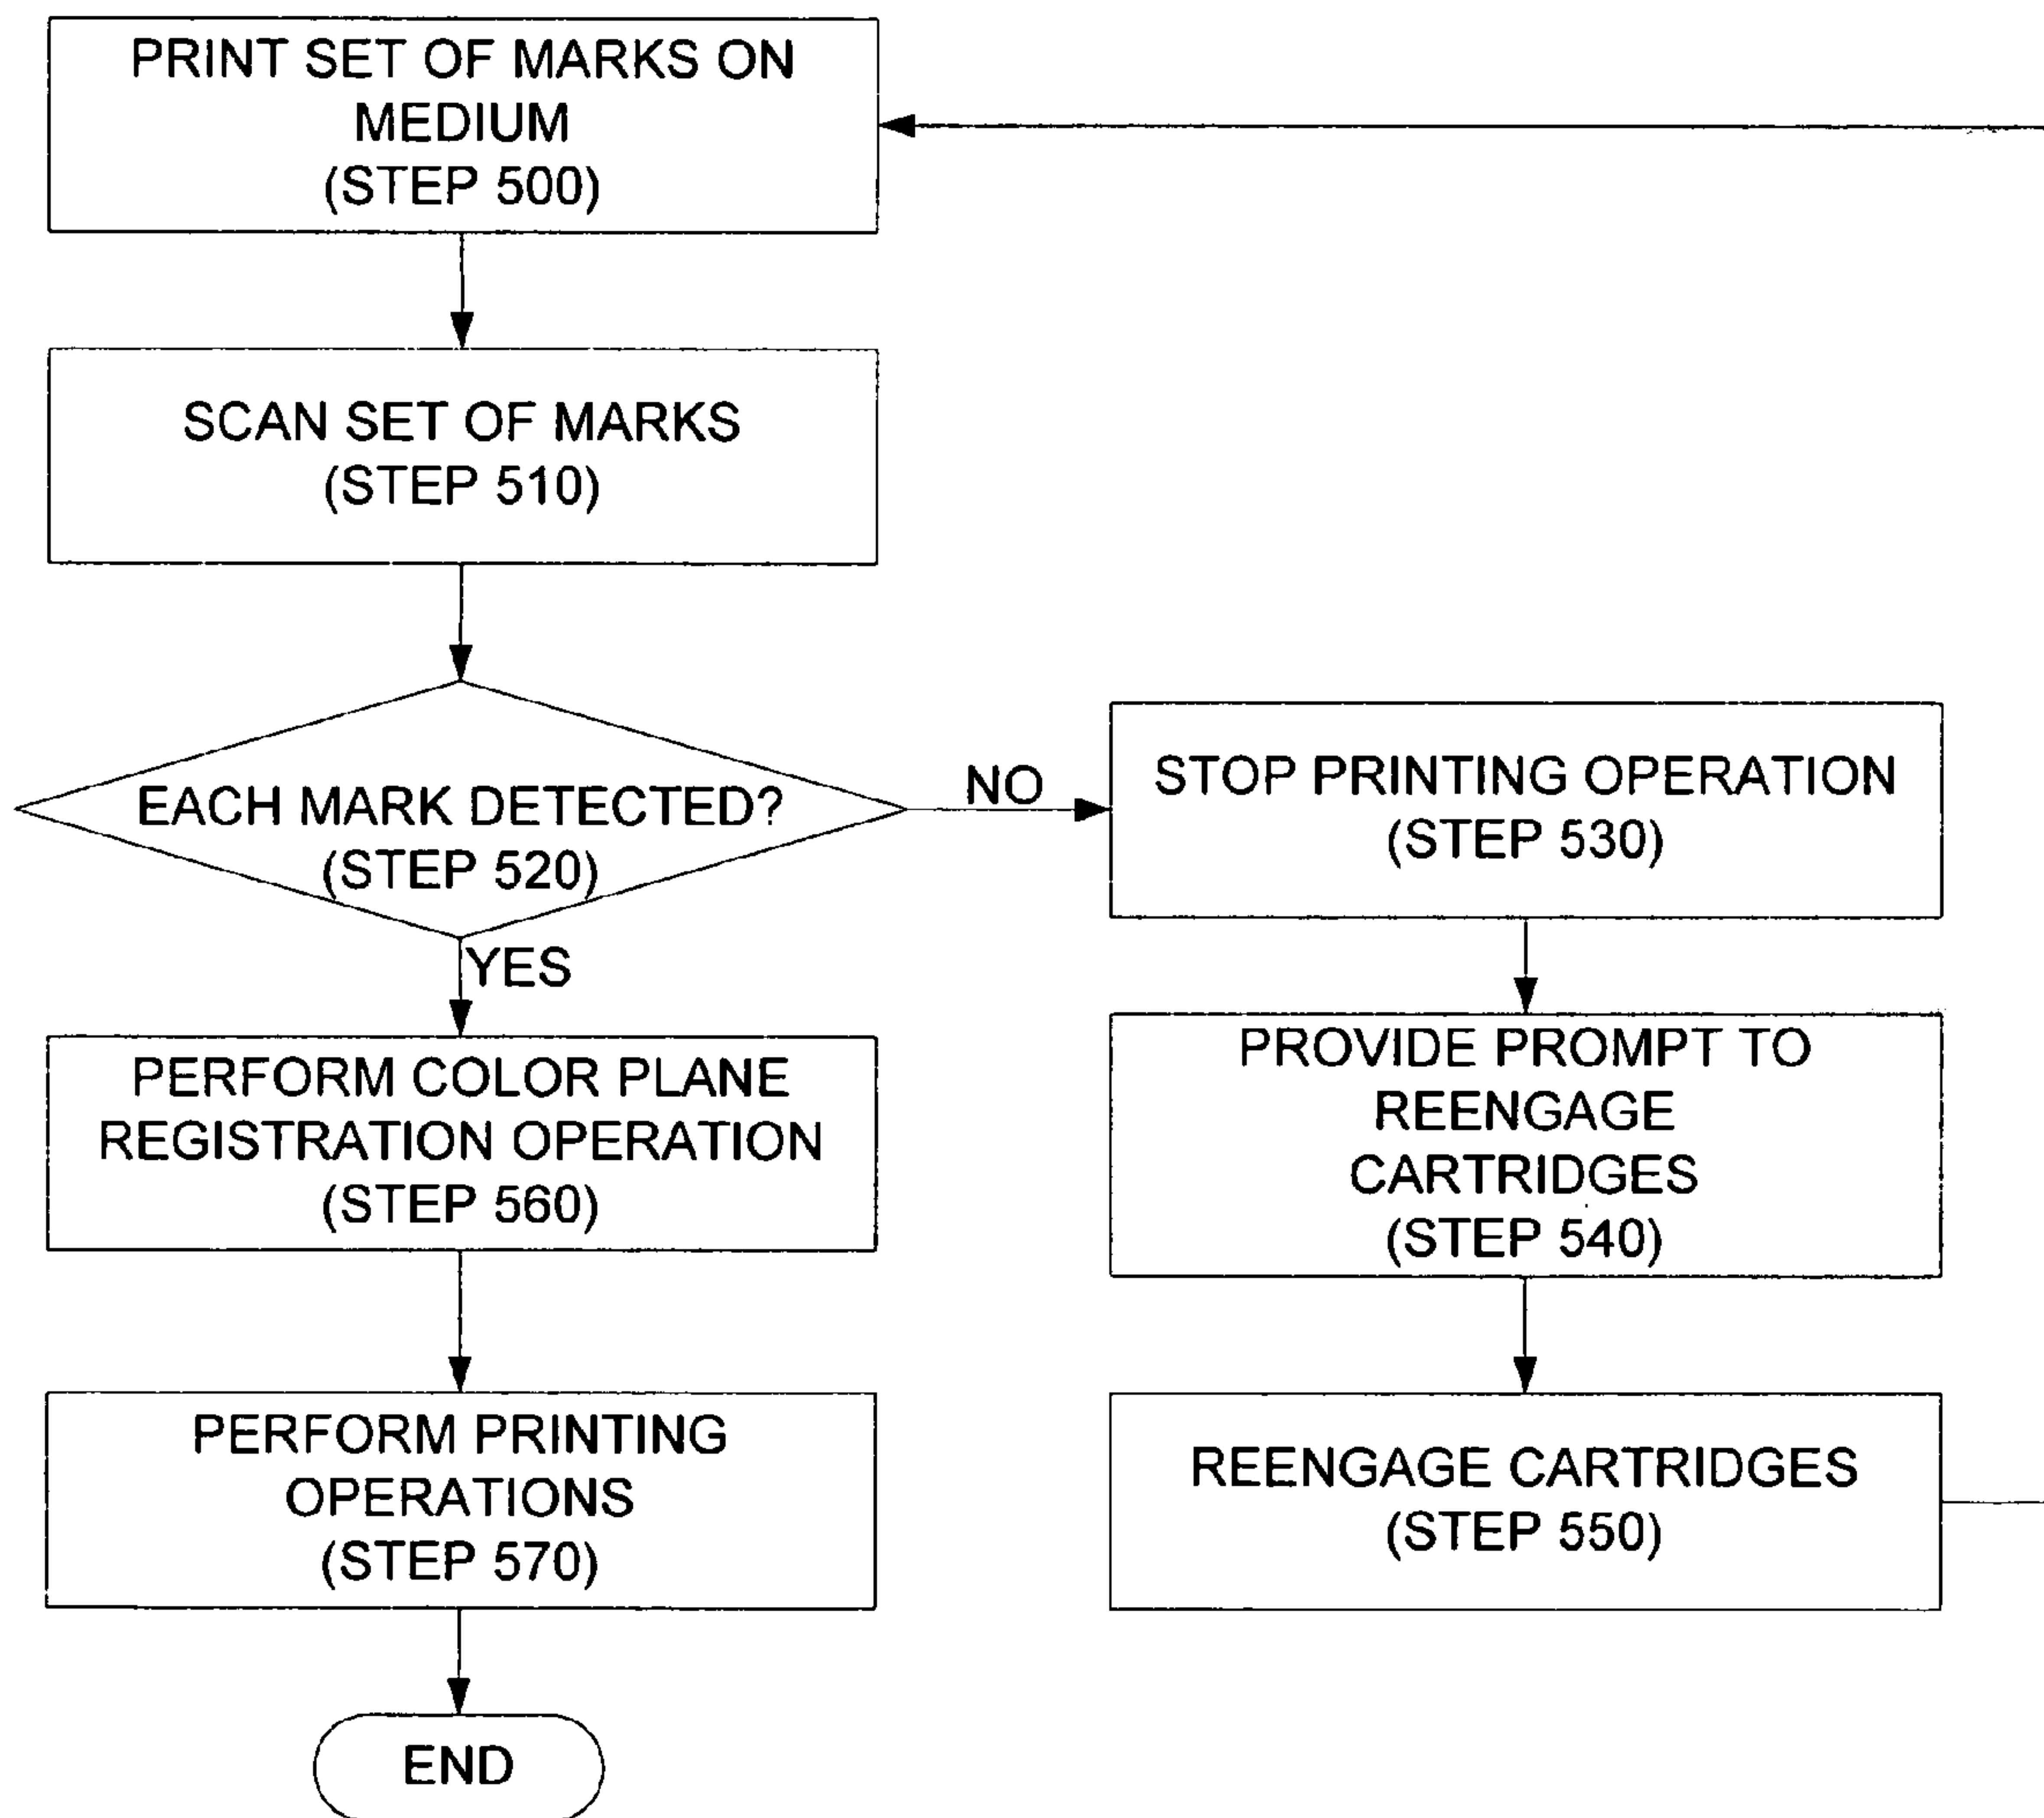 PRINT SET OF MARKS ON
MEDIUM
(STEP 500)
SCAN SET OF MARKS
(STEP 510)
EACH MARK DETECTED?
(STEP 520)
NO
YES
STOP PRINTING OPERATION
(STEP 530)
PROVIDE PROMPT TO
REENGAGE
CARTRIDGES
(STEP 540)
REENGAGE CARTRIDGES
(STEP 550)
PERFORM COLOR PLANE
REGISTRATION OPERATION
(STEP 560)
PERFORM PRINTING
OPERATIONS
(STEP 570)
END